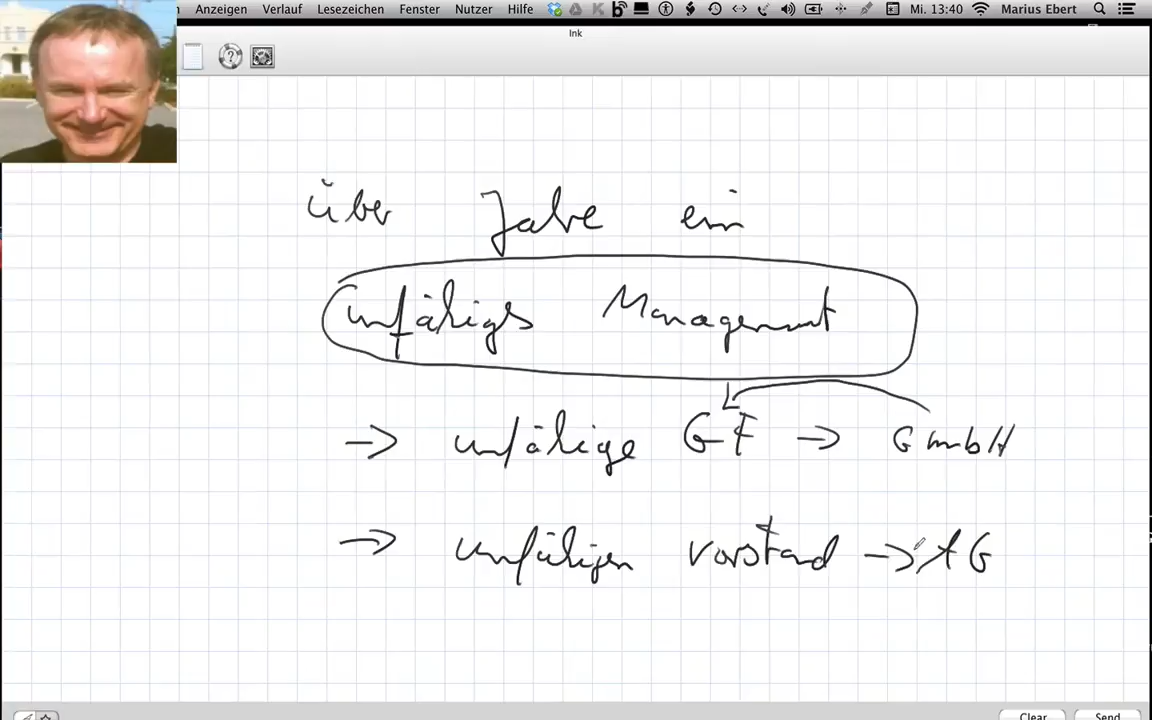 Anzeigen Verlauf Lesezeichen Fenster Nutzer Hilfe Mi. 13:40 Marius Ebert
Ink
über Jahre ein
unfähiges Management
→ unfähige GF → GmbH
→ unfähigen Vorstand → AG
Clear Send